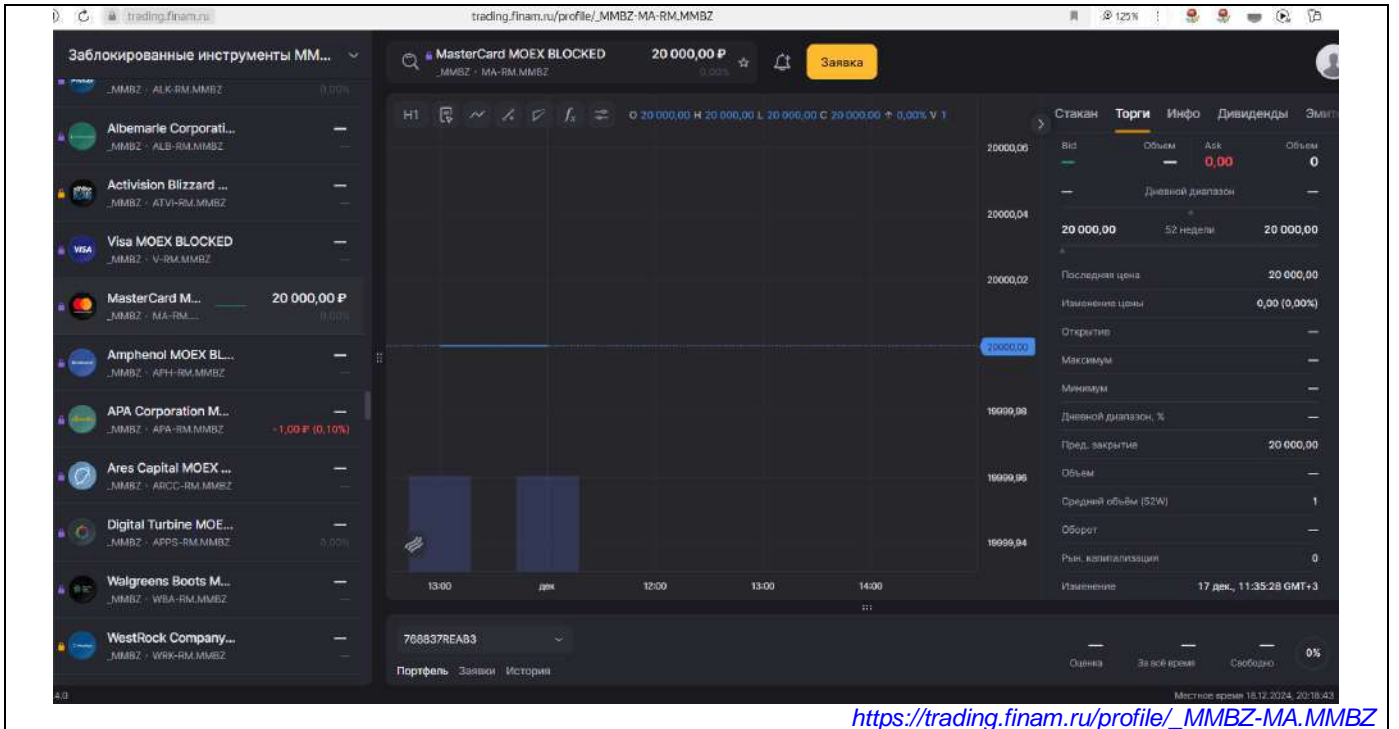 trading.finam.ru
trading.finam.ru/profile/_MMBZ-MA-RM.MMBZ
125%
Заблокированные инструменты ММ...
_MMBZ · ALK-RM.MMBZ 0,00%
Albemarle Corporati... —
_MMBZ · ALB-RM.MMBZ —
Activision Blizzard ... —
_MMBZ · ATVI-RM.MMBZ —
VISA
Visa MOEX BLOCKED —
_MMBZ · V-RM.MMBZ —
MasterCard M... 20 000,00 ₽
_MMBZ · MA-RM.... 0,00%
Amphenol MOEX BL... —
_MMBZ · APH-RM.MMBZ —
APA Corporation M... —
_MMBZ · APA-RM.MMBZ -1,00 ₽ (0,10%)
Ares Capital MOEX ... —
_MMBZ · ARCC-RM.MMBZ —
Digital Turbine MOE... —
_MMBZ · APPS-RM.MMBZ 0,00%
Walgreens Boots M... —
_MMBZ · WBA-RM.MMBZ —
WestRock Company... —
_MMBZ · WRK-RM.MMBZ —
4.0
MasterCard MOEX BLOCKED 20 000,00 ₽
_MMBZ · MA-RM.MMBZ 0,00%
Заявка
H1 fx O 20 000,00 H 20 000,00 L 20 000,00 C 20 000,00 ↑ 0,00% V 1
20000,06
20000,04
20000,02
20000,00
19999,98
19999,96
19999,94
13:00 дек 12:00 13:00 14:00
Стакан Торги Инфо Дивиденды Эмит
Bid Объем Ask Объем
— — 0,00 0
— Дневной диапазон —
20 000,00 52 недели 20 000,00
Последняя цена 20 000,00
Изменение цены 0,00 (0,00%)
Открытие —
Максимум —
Минимум —
Дневной диапазон, % —
Пред. закрытие 20 000,00
Объем —
Средний объём (52W) 1
Оборот —
Рын. капитализация 0
Изменение 17 дек., 11:35:28 GMT+3
768837REAB3
Портфель Заявки История
— — — 0%
Оценка За всё время Свободно
Местное время 18.12.2024, 20:18:43
https://trading.finam.ru/profile/_MMBZ-MA.MMBZ